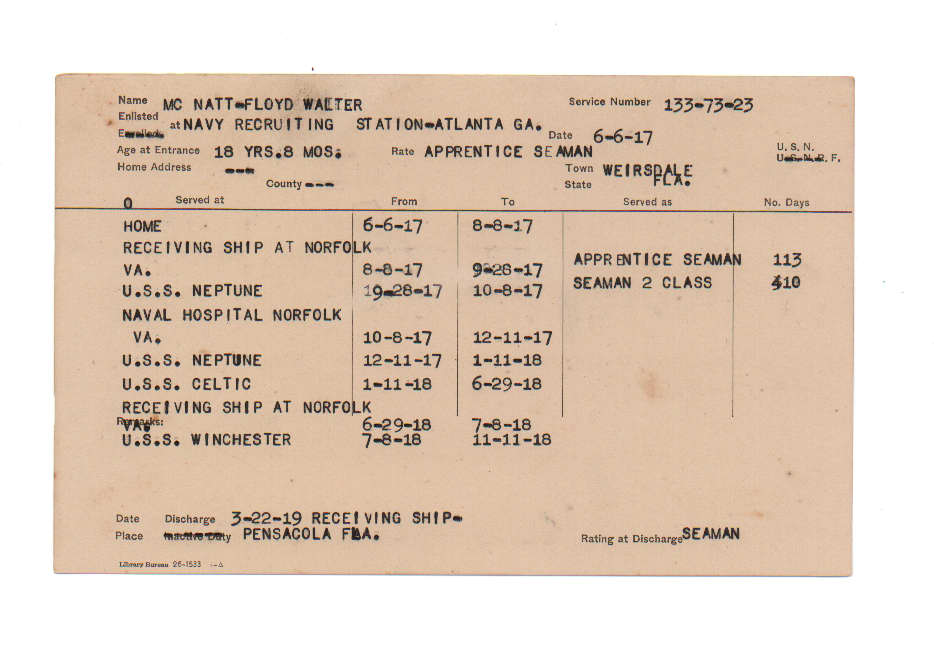 Name MC NATT-FLOYD WALTER Service Number 133-73-23
Enlisted
Enrolled at NAVY RECRUITING STATION-ATLANTA GA. Date 6-6-17
Age at Entrance 18 YRS.8 MOS. Rate APPRENTICE SEAMAN U. S. N.
U. S. N. R. F.
Home Address --- Town WEIRSDALE
County --- State FLA.
0 Served at From To Served as No. Days
HOME 6-6-17 8-8-17
RECEIVING SHIP AT NORFOLK
VA. 8-8-17 9-28-17 APPRENTICE SEAMAN 113
U.S.S. NEPTUNE 19-28-17 10-8-17 SEAMAN 2 CLASS 410
NAVAL HOSPITAL NORFOLK
VA. 10-8-17 12-11-17
U.S.S. NEPTUNE 12-11-17 1-11-18
U.S.S. CELTIC 1-11-18 6-29-18
RECEIVING SHIP AT NORFOLK
Remarks: VA. 6-29-18 7-8-18
U.S.S. WINCHESTER 7-8-18 11-11-18
Date Discharge 3-22-19 RECEIVING SHIP-
Place Inactive Duty PENSACOLA FLA. Rating at Discharge SEAMAN
Library Bureau 26-1533